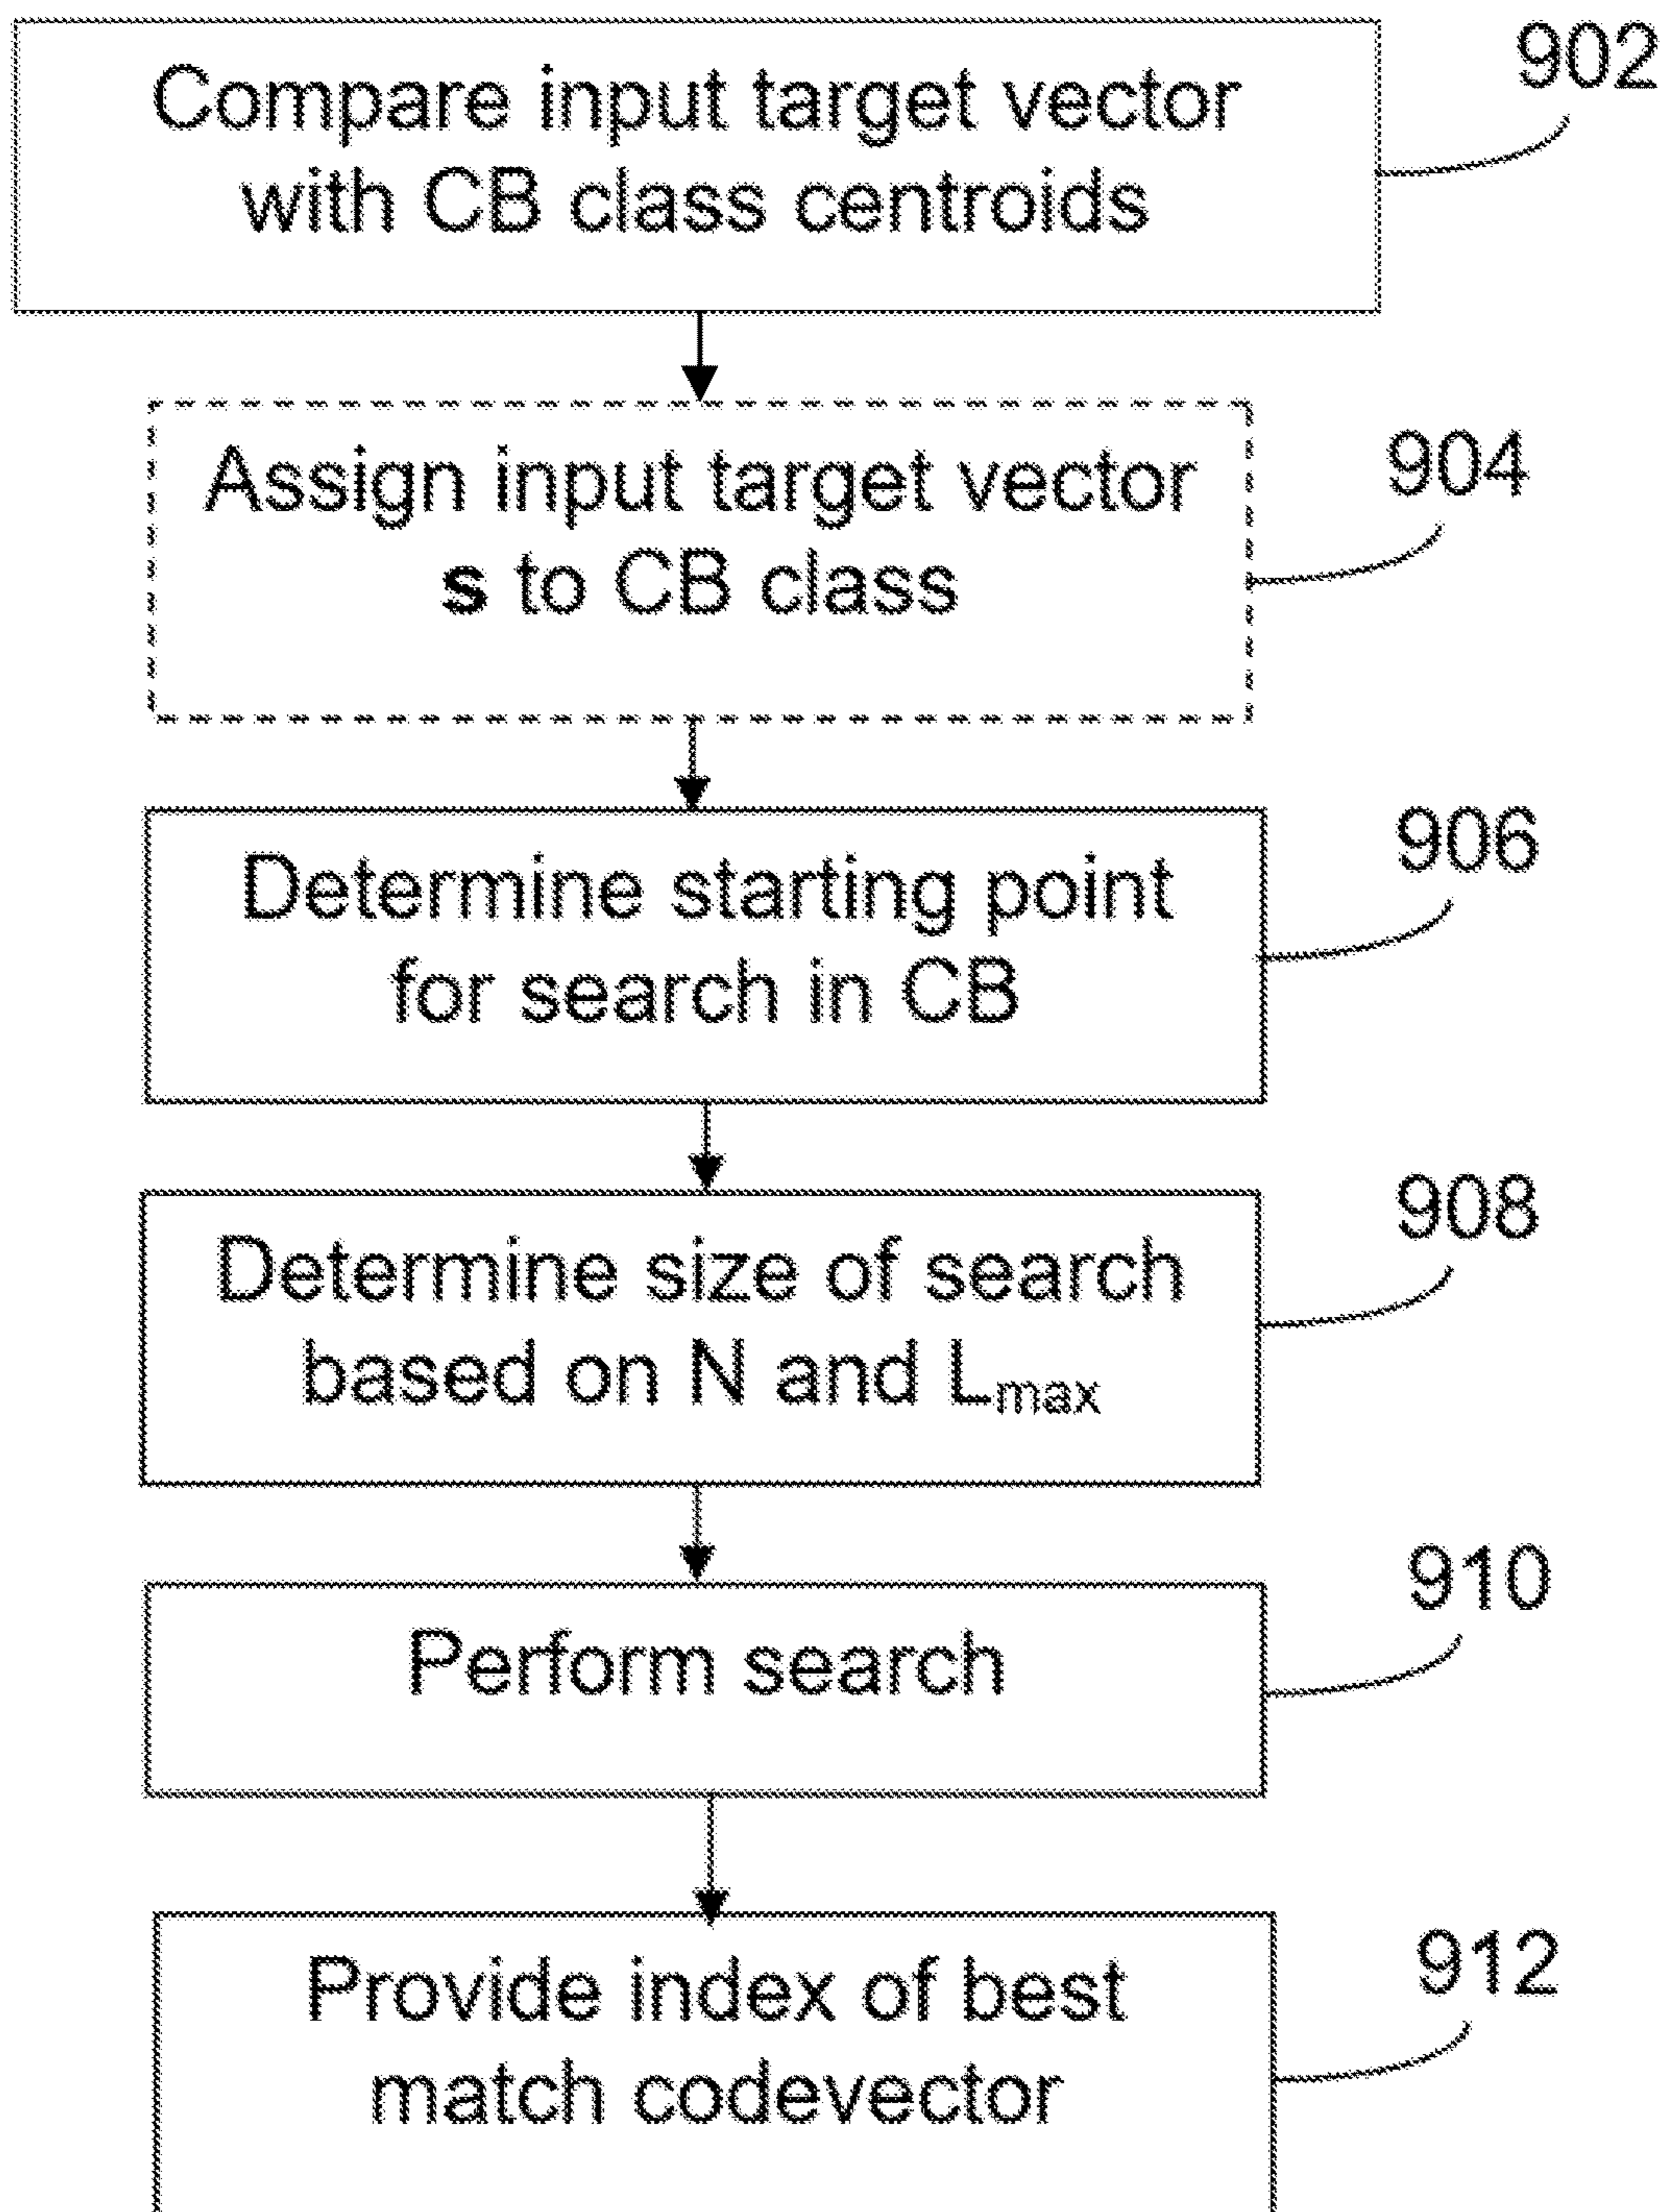 Compare input target vector
with CB class centroids
902
Assign input target vector
s to CB class
904
Determine starting point
for search in CB
906
Determine size of search
based on N and Lmax
908
Perform search
910
Provide index of best
match codevector
912